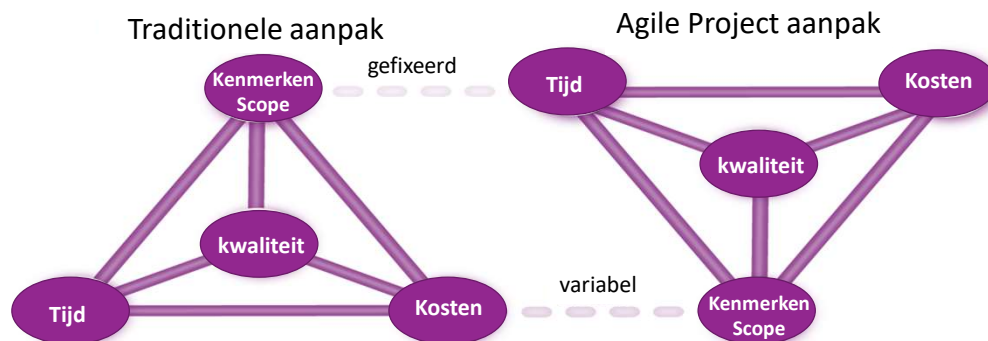 Traditionele aanpak
Kenmerken
Scope
kwaliteit
Tijd
Kosten
gefixeerd
variabel
Agile Project aanpak
Tijd
Kosten
kwaliteit
Kenmerken
Scope